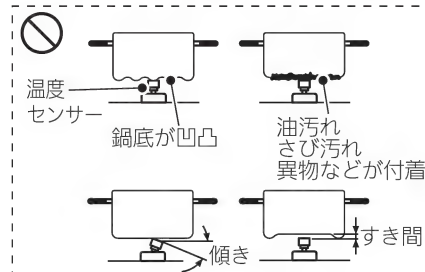 温度
センサー
鍋底が凹凸
油汚れ
さび汚れ
異物などが付着
傾き
すき間